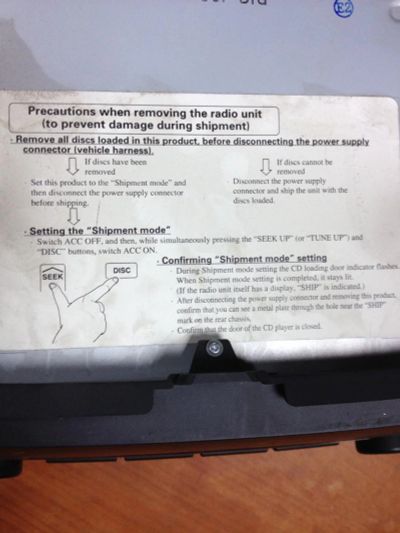 E2
Precautions when removing the radio unit
(to prevent damage during shipment)
· Remove all discs loaded in this product, before disconnecting the power supply
connector (vehicle harness).
If discs have been
removed
Set this product to the "Shipment mode" and
then disconnect the power supply connector
before shipping.
If discs cannot be
removed
· Disconnect the power supply
connector and ship the unit with the
discs loaded.
· Setting the "Shipment mode"
· Switch ACC OFF, and then, while simultaneously pressing the "SEEK UP" (or "TUNE UP") and
"DISC" buttons, switch ACC ON.
SEEK
DISC
· Confirming "Shipment mode" setting
· During Shipment mode setting the CD loading door indicator flashes.
When Shipment mode setting is completed, it stays lit.
(If the radio unit itself has a display, "SHIP" is indicated.)
· After disconnecting the power supply connector and removing this product,
confirm that you can see a metal plate through the hole near the "SHIP"
mark on the rear chassis.
· Confirm that the door of the CD player is closed.